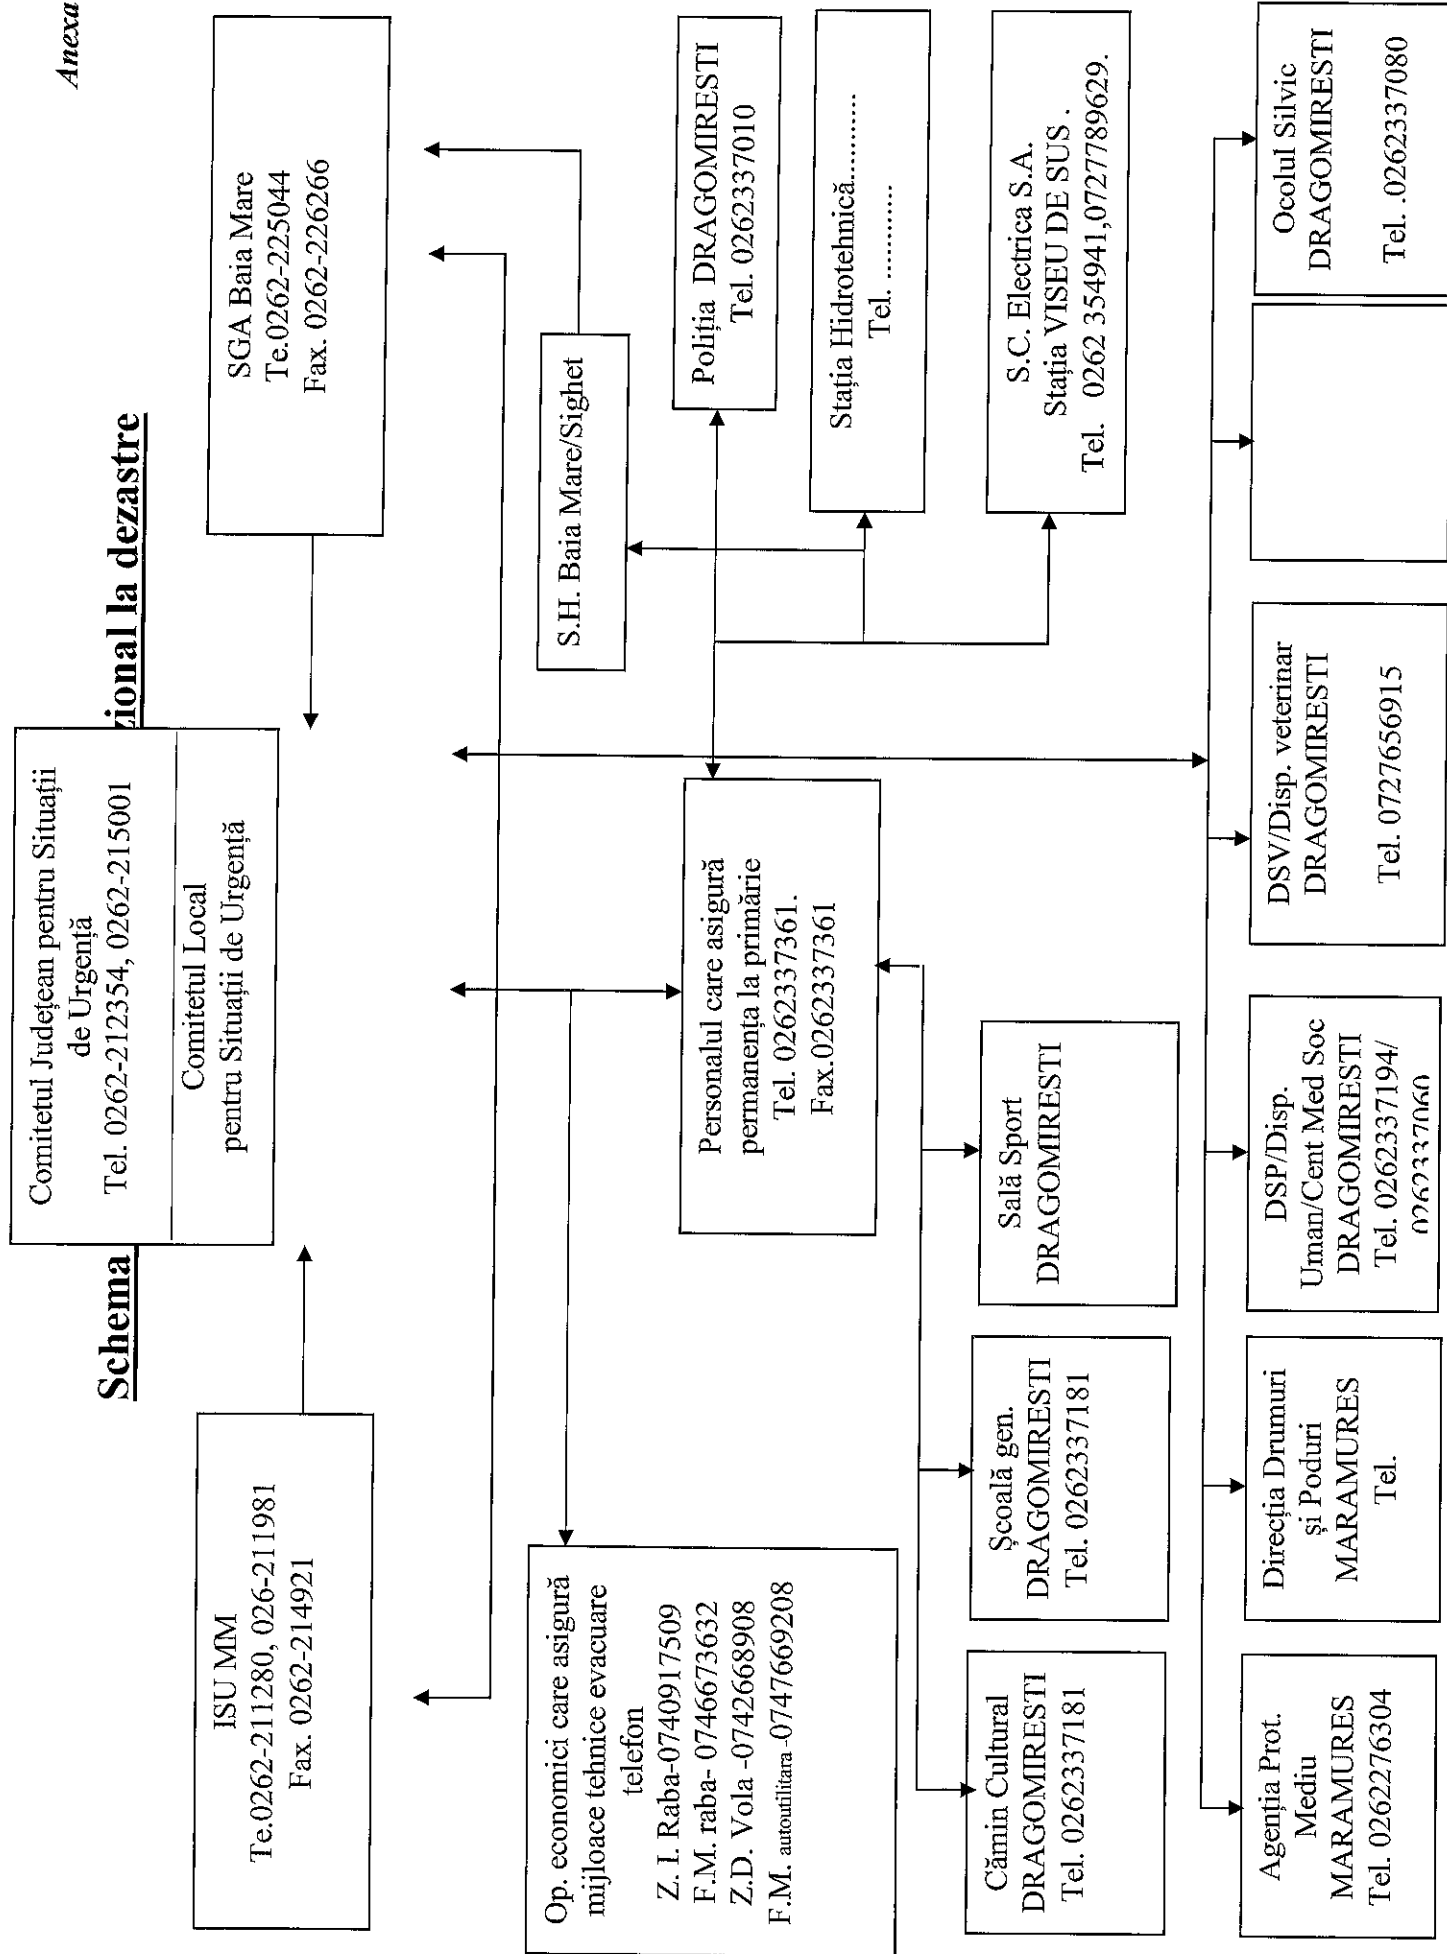 Anexa
Schema
zional la dezastre
Comitetul Județean pentru Situații
de Urgență
Tel. 0262-212354, 0262-215001
Comitetul Local
pentru Situații de Urgență
ISU MM
Te.0262-211280, 026-211981
Fax. 0262-214921
SGA Baia Mare
Te.0262-225044
Fax. 0262-226266
S.H. Baia Mare/Sighet
Op. economici care asigură
mijloace tehnice evacuare
telefon
Z. I. Raba-0740917509
F.M. raba- 0746673632
Z.D. Vola -0742668908
F.M. autoutilitara -0747669208
Personalul care asigură
permanența la primărie
Tel. 0262337361.
Fax.0262337361
Poliția DRAGOMIRESTI
Tel. 0262337010
Stația Hidrotehnică...........
Tel. ............
S.C. Electrica S.A.
Stația VISEU DE SUS .
Tel. 0262 354941,0727789629.
Cămin Cultural
DRAGOMIRESTI
Tel. 0262337181
Școală gen.
DRAGOMIRESTI
Tel. 0262337181
Sală Sport
DRAGOMIRESTI
Agenția Prot.
Mediu
MARAMURES
Tel. 0262276304
Direcția Drumuri
și Poduri
MARAMURES
Tel.
DSP/Disp.
Uman/Cent Med Soc
DRAGOMIRESTI
Tel. 0262337194/
DSV/Disp. veterinar
DRAGOMIRESTI
Tel. 0727656915
Ocolul Silvic
DRAGOMIRESTI
Tel. .0262337080